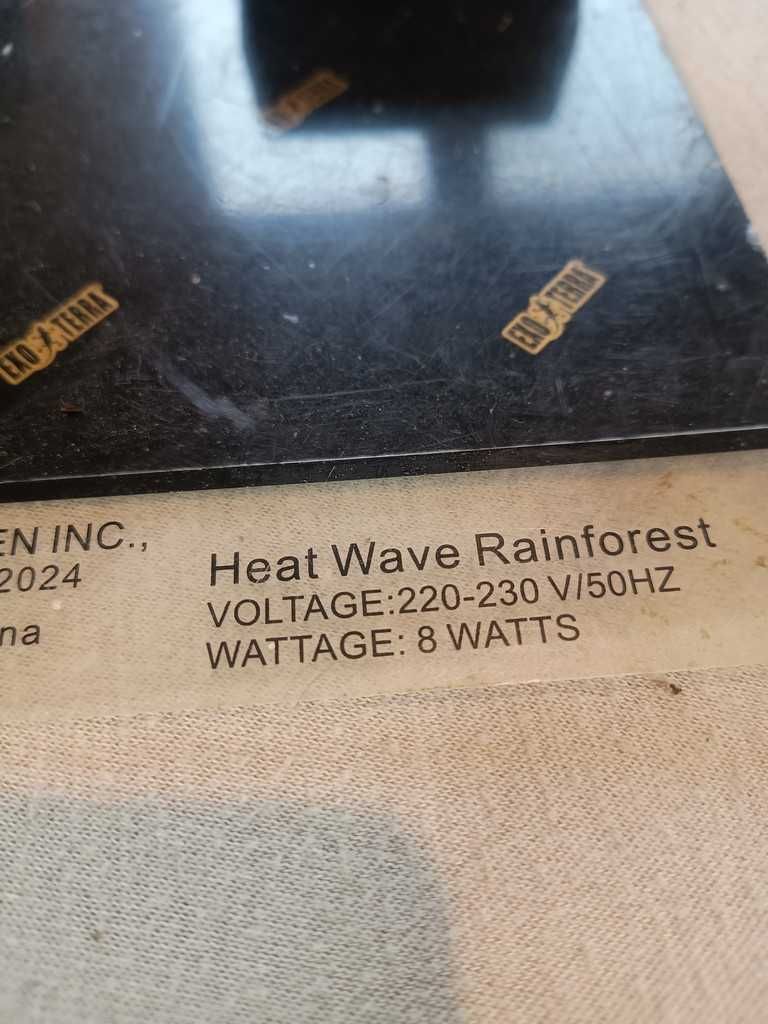 EXO TERRA
EXO TERRA
EN INC.,
2024
na
Heat Wave Rainforest
VOLTAGE:220-230 V/50HZ
WATTAGE: 8 WATTS